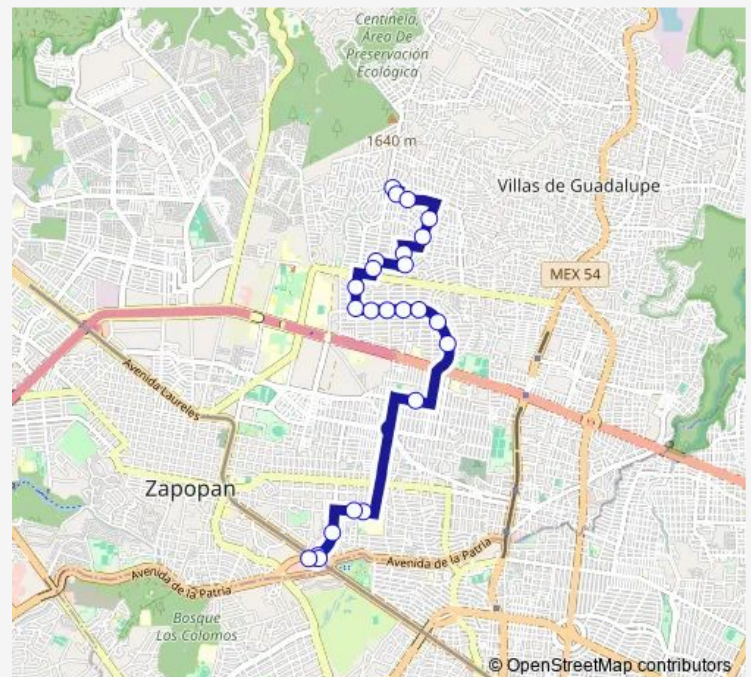 Centinela,
Área De
Preservación
Ecológica
1640 m
Villas de Guadalupe
MEX 54
Avenida Laureles
Zapopan
Avenida de la Patria
Avenida de la Patria
Bosque
Los Colomos
© OpenStreetMap contributors